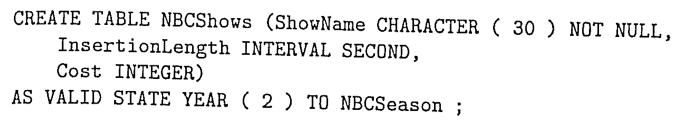 CREATE TABLE NBCShows (ShowName CHARACTER ( 30 ) NOT NULL,
InsertionLength INTERVAL SECOND,
Cost INTEGER)
AS VALID STATE YEAR ( 2 ) TO NBCSeason ;